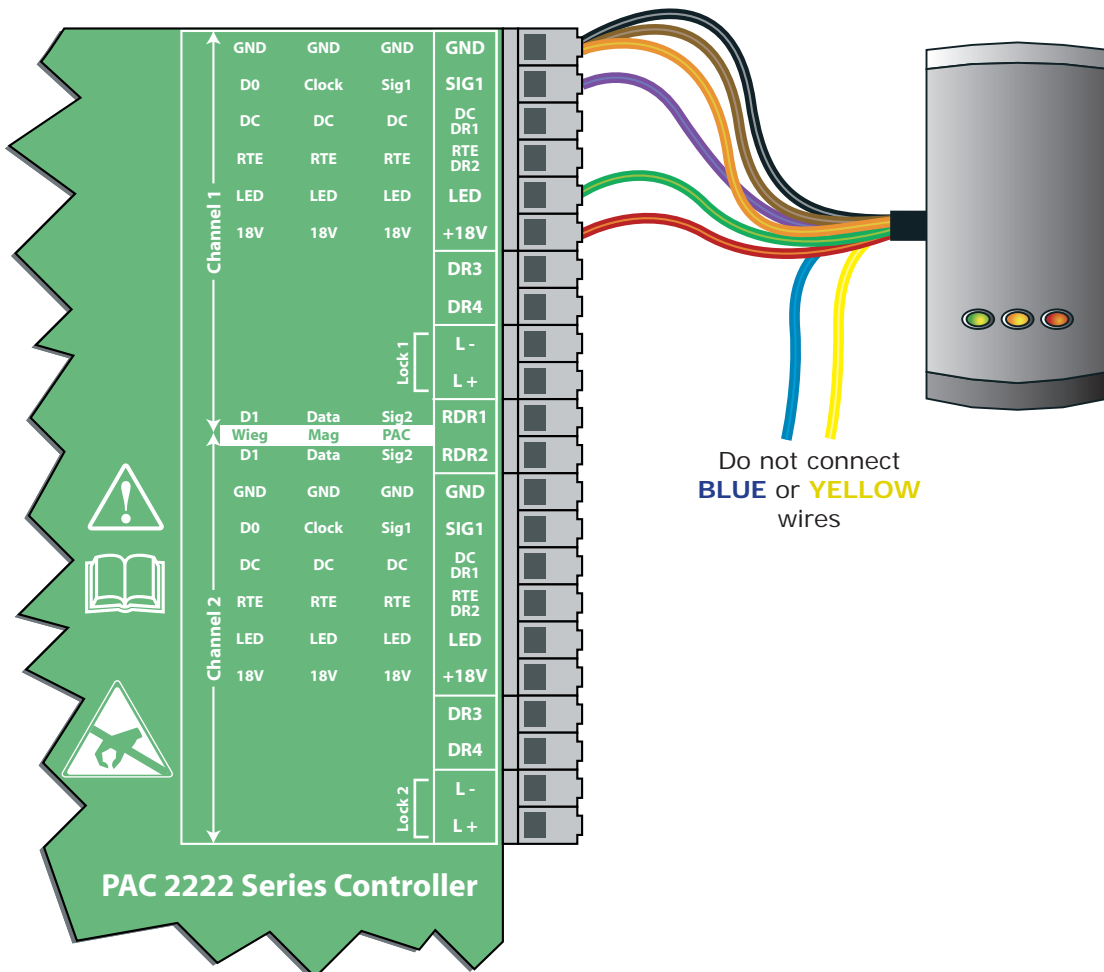 GND GND GND GND
D0 Clock Sig1 SIG1
DC DC DC DC
DR1
RTE RTE RTE RTE
DR2
LED LED LED LED
18V 18V 18V +18V
Channel 1
DR3
DR4
Lock 1
L -
L +
D1 Data Sig2 RDR1
Wieg Mag PAC
D1 Data Sig2 RDR2
GND GND GND GND
D0 Clock Sig1 SIG1
DC DC DC DC
DR1
RTE RTE RTE RTE
DR2
LED LED LED LED
18V 18V 18V +18V
Channel 2
DR3
DR4
Lock 2
L -
L +
PAC 2222 Series Controller
Do not connect
BLUE or YELLOW
wires